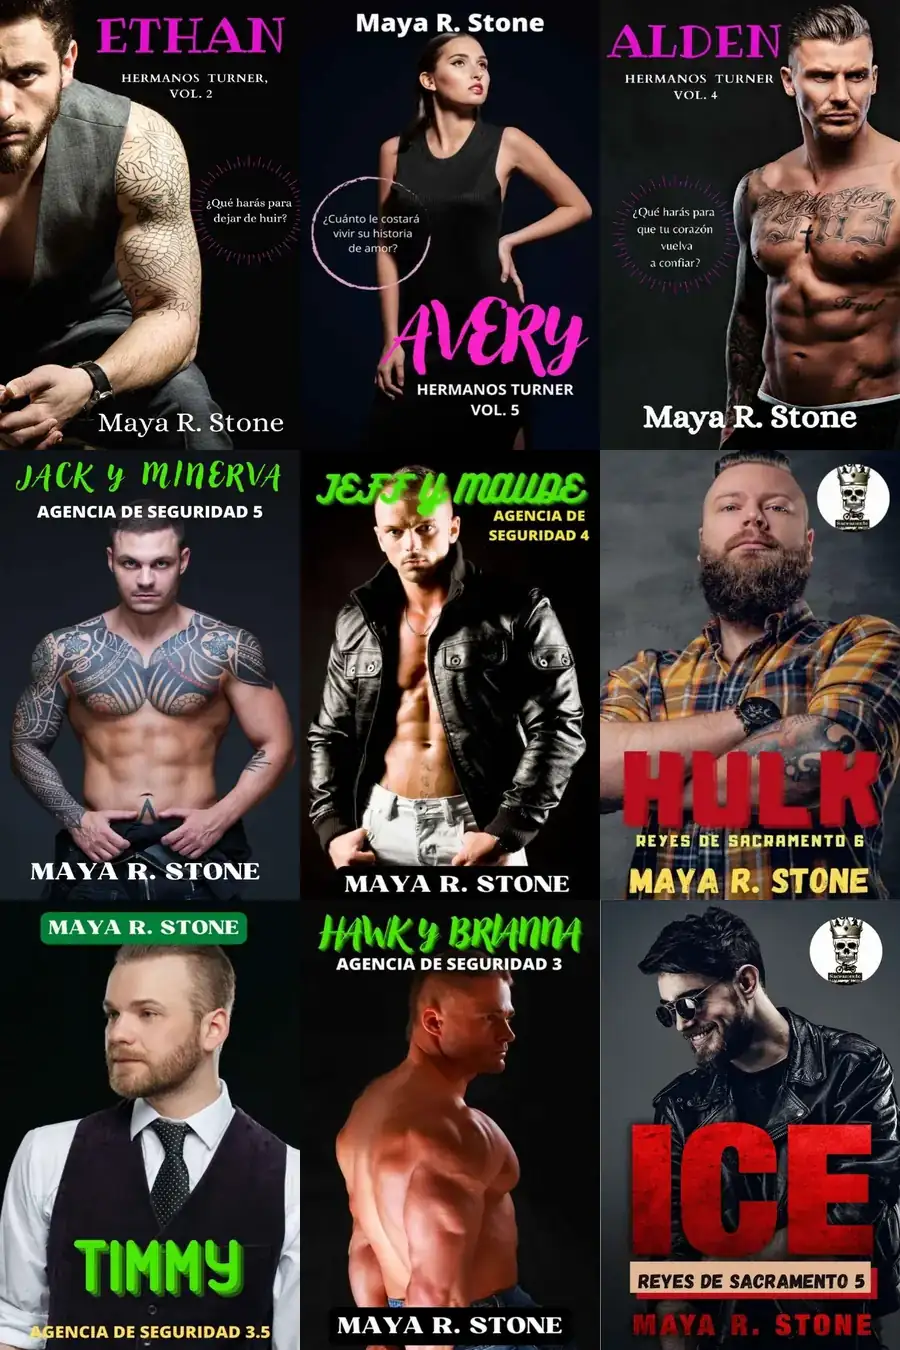 ETHAN
HERMANOS TURNER,
VOL. 2
¿Qué harás para
dejar de huir?
Maya R. Stone
Maya R. Stone
¿Cuánto le costará
vivir su historia
de amor?
AVERY
HERMANOS TURNER
VOL. 5
ALDEN
HERMANOS TURNER
VOL. 4
¿Qué harás para
que tu corazón
vuelva
a confiar?
Maya R. Stone
JACK y MINERVA
AGENCIA DE SEGURIDAD 5
MAYA R. STONE
JEFF y MAUDE
AGENCIA DE
SEGURIDAD 4
MAYA R. STONE
Sacramento
HULK
REYES DE SACRAMENTO 6
MAYA R. STONE
MAYA R. STONE
TIMMY
AGENCIA DE SEGURIDAD 3.5
HAWK y BRIANNA
AGENCIA DE SEGURIDAD 3
MAYA R. STONE
Sacramento
ICE
REYES DE SACRAMENTO 5
MAYA R. STONE